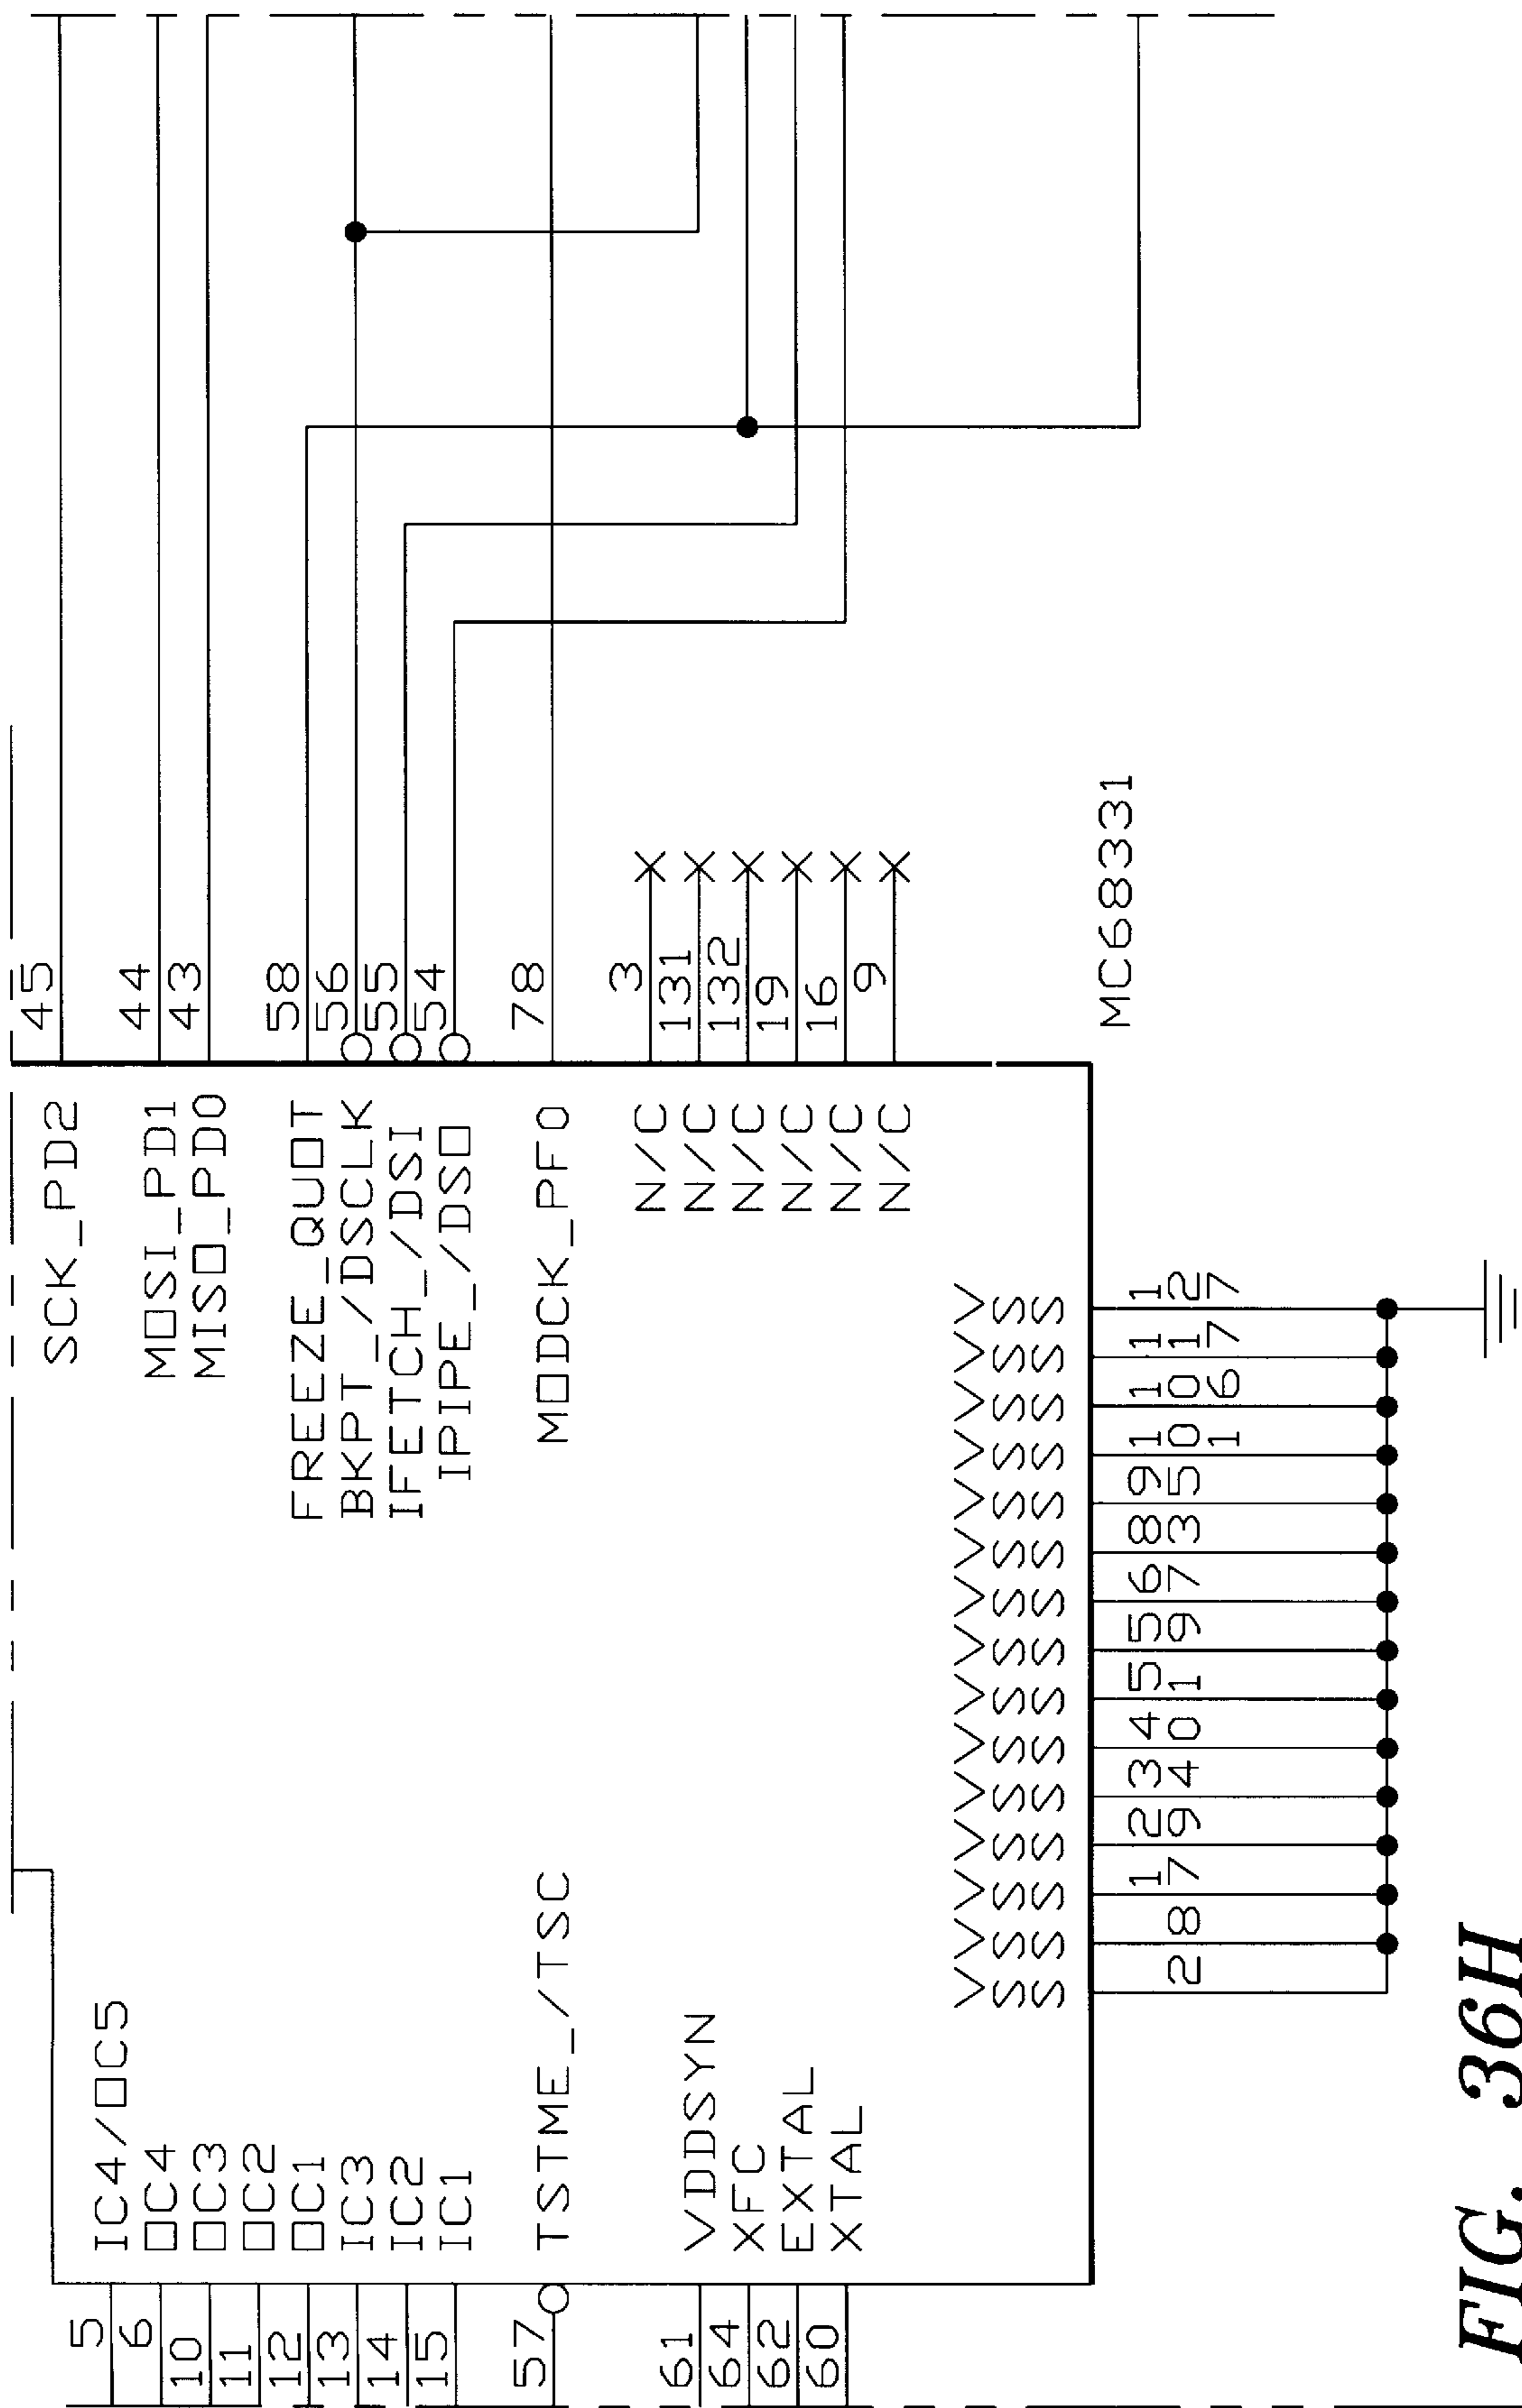 SCK_PD2 45
5 IC4/OC5
6 OC4 MOSI_PD1 44
10 OC3 MISO_PD0 43
11 OC2
12 OC1 FREEZE_QUOT 58
13 IC3 BKPT_/DSCLK 56
14 IC2 IFETCH_/DSI 55
15 IC1 IPIPE_/DSO 54
57 TSTME_/TSC MODCK_PF0 78
N/C 3
61 VDDSYN N/C 131
64 XFC N/C 132
62 EXTAL N/C 19
60 XTAL N/C 16
N/C 9
VSS VSS VSS VSS VSS VSS VSS VSS VSS VSS VSS VSS VSS VSS VSS
2 8 17 29 34 40 51 59 67 83 95 101 106 117 127
MC68331
FIG. 36H